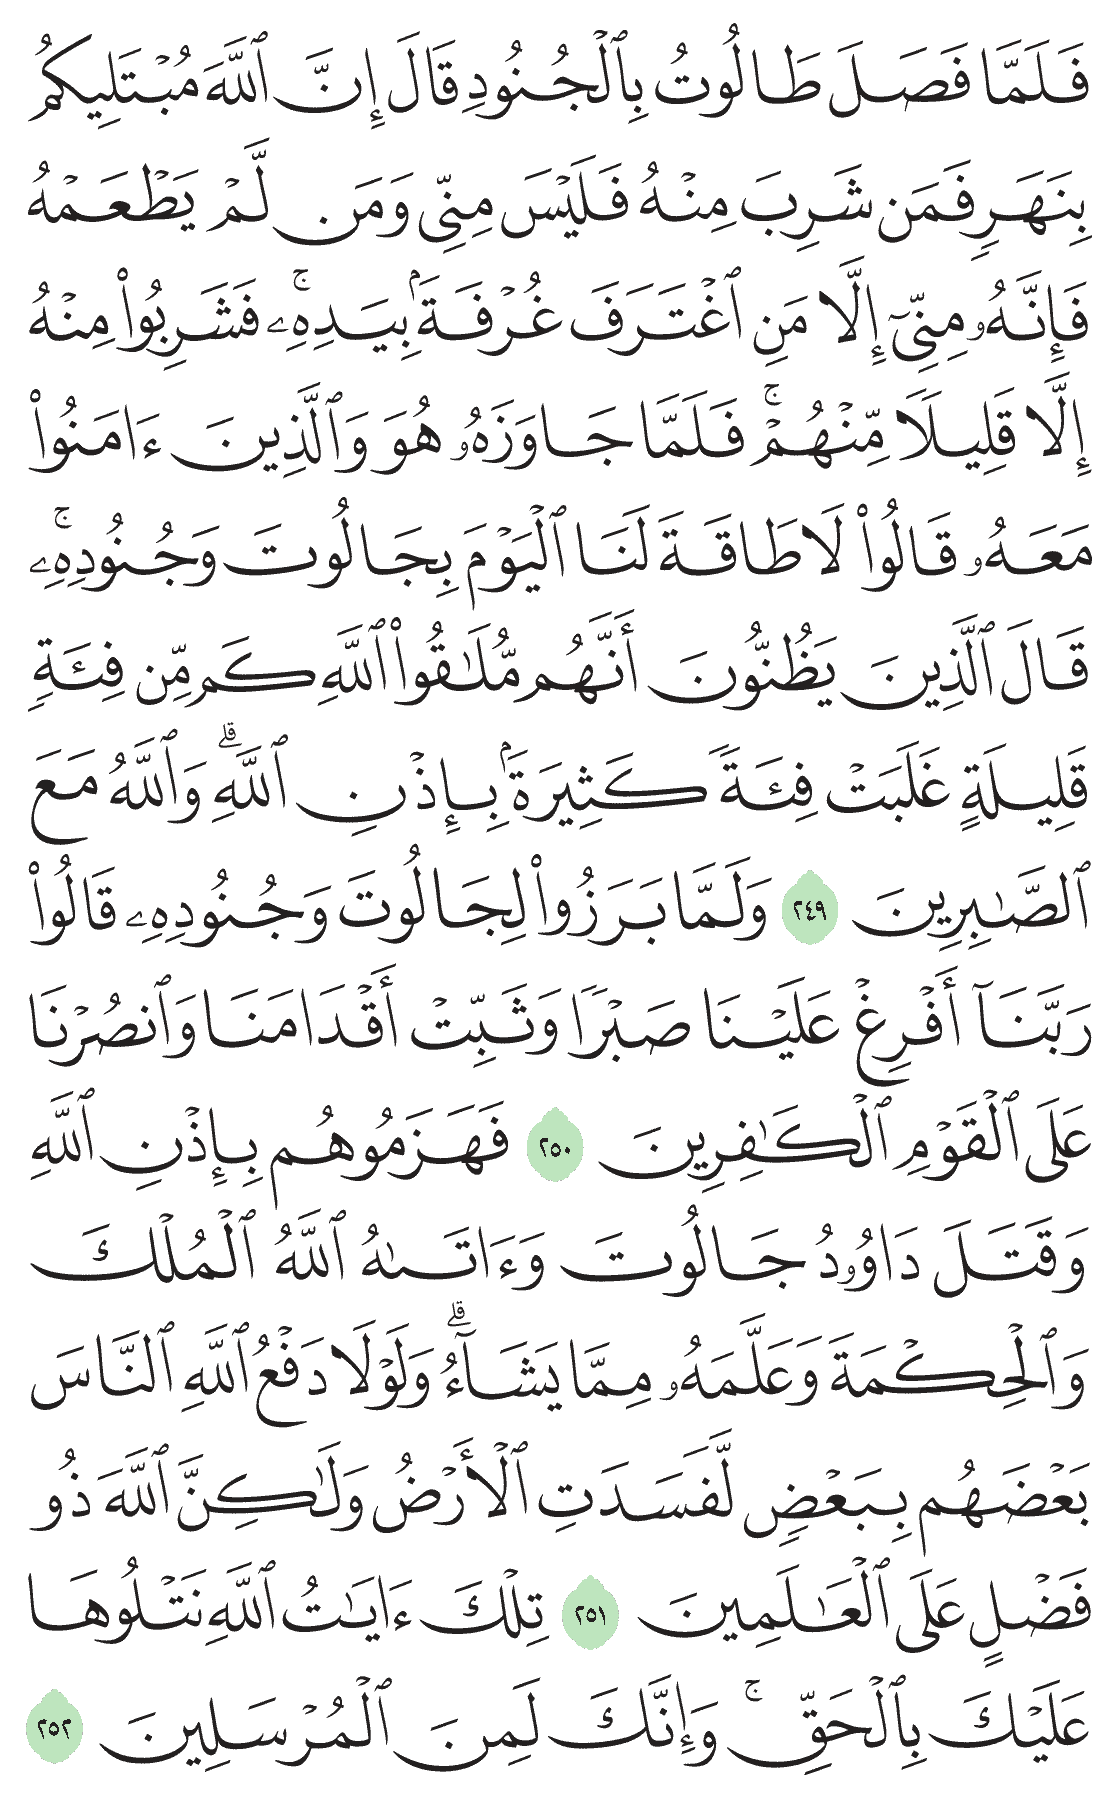 فَلَمَّا فَصَلَ طَالُوتُ بِٱلْجُنُودِ قَالَ إِنَّ ٱللَّهَ مُبْتَلِيكُم
بِنَهَرٍ فَمَن شَرِبَ مِنْهُ فَلَيْسَ مِنِّى وَمَن لَّمْ يَطْعَمْهُ
فَإِنَّهُۥ مِنِّىٓ إِلَّا مَنِ ٱغْتَرَفَ غُرْفَةَۢ بِيَدِهِۦۚ فَشَرِبُوا۟ مِنْهُ
إِلَّا قَلِيلًا مِّنْهُمْۚ فَلَمَّا جَاوَزَهُۥ هُوَ وَٱلَّذِينَ ءَامَنُوا۟
مَعَهُۥ قَالُوا۟ لَا طَاقَةَ لَنَا ٱلْيَوْمَ بِجَالُوتَ وَجُنُودِهِۦۚ
قَالَ ٱلَّذِينَ يَظُنُّونَ أَنَّهُم مُّلَٰقُوا۟ ٱللَّهِ كَم مِّن فِئَةٍ
قَلِيلَةٍ غَلَبَتْ فِئَةً كَثِيرَةَۢ بِإِذْنِ ٱللَّهِۗ وَٱللَّهُ مَعَ
ٱلصَّٰبِرِينَ ٢٤٩ وَلَمَّا بَرَزُوا۟ لِجَالُوتَ وَجُنُودِهِۦ قَالُوا۟
رَبَّنَآ أَفْرِغْ عَلَيْنَا صَبْرًا وَثَبِّتْ أَقْدَامَنَا وَٱنصُرْنَا
عَلَى ٱلْقَوْمِ ٱلْكَٰفِرِينَ ٢٥٠ فَهَزَمُوهُم بِإِذْنِ ٱللَّهِ
وَقَتَلَ دَاوُۥدُ جَالُوتَ وَءَاتَىٰهُ ٱللَّهُ ٱلْمُلْكَ
وَٱلْحِكْمَةَ وَعَلَّمَهُۥ مِمَّا يَشَآءُۗ وَلَوْلَا دَفْعُ ٱللَّهِ ٱلنَّاسَ
بَعْضَهُم بِبَعْضٍ لَّفَسَدَتِ ٱلْأَرْضُ وَلَٰكِنَّ ٱللَّهَ ذُو
فَضْلٍ عَلَى ٱلْعَٰلَمِينَ ٢٥١ تِلْكَ ءَايَٰتُ ٱللَّهِ نَتْلُوهَا
عَلَيْكَ بِٱلْحَقِّۚ وَإِنَّكَ لَمِنَ ٱلْمُرْسَلِينَ ٢٥٢